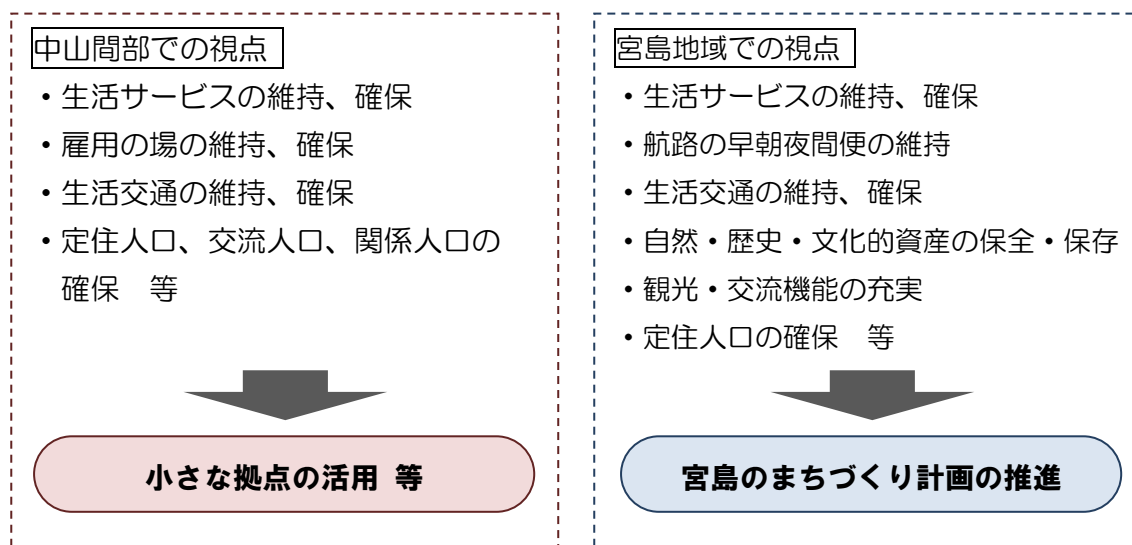 中山間部での視点
・生活サービスの維持、確保
・雇用の場の維持、確保
・生活交通の維持、確保
・定住人口、交流人口、関係人口の
確保　等
小さな拠点の活用 等
宮島地域での視点
・生活サービスの維持、確保
・航路の早朝夜間便の維持
・生活交通の維持、確保
・自然・歴史・文化的資産の保全・保存
・観光・交流機能の充実
・定住人口の確保　等
宮島のまちづくり計画の推進